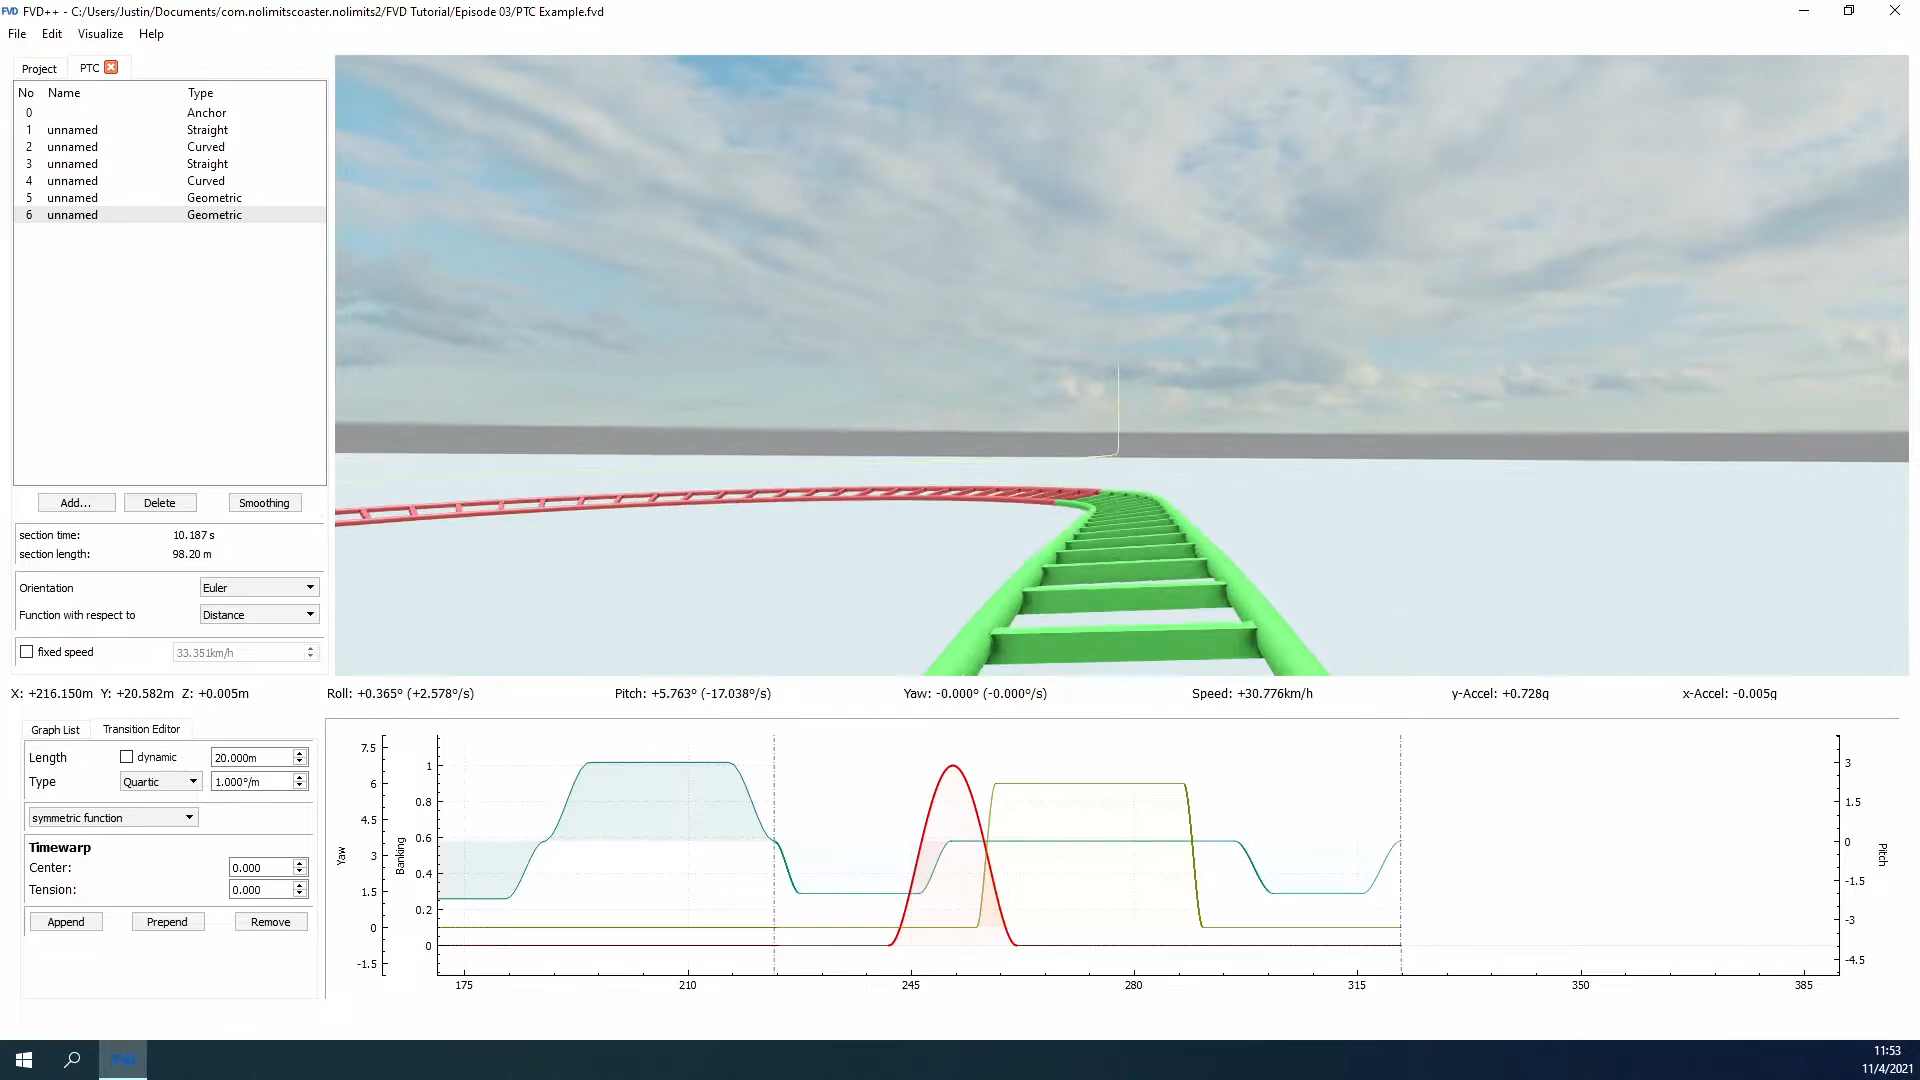 FVD FVD++ - C:/Users/Justin/Documents/com.nolimitscoaster.nolimits2/FVD Tutorial/Episode 03/PTC Example.fvd
File Edit Visualize Help
Project PTC
No Name Type
0 Anchor
1 unnamed Straight
2 unnamed Curved
3 unnamed Straight
4 unnamed Curved
5 unnamed Geometric
6 unnamed Geometric
Add... Delete Smoothing
section time: 10.187 s
section length: 98.20 m
Orientation Euler
Function with respect to Distance
fixed speed 33.351km/h
X: +216.150m Y: +20.582m Z: +0.005m Roll: +0.365° (+2.578°/s) Pitch: +5.763° (-17.038°/s) Yaw: -0.000° (-0.000°/s) Speed: +30.776km/h y-Accel: +0.728g x-Accel: -0.005g
Graph List Transition Editor
Length dynamic 20.000m
Type Quartic 1.000°/m
symmetric function
Timewarp
Center: 0.000
Tension: 0.000
Append Prepend Remove
Yaw
7.5
6
4.5
3
1.5
0
-1.5
Banking
1
0.8
0.6
0.4
0.2
0
3
1.5
0
-1.5
-3
-4.5
Pitch
175 210 245 280 315 350 385
FVD
11:53
11/4/2021